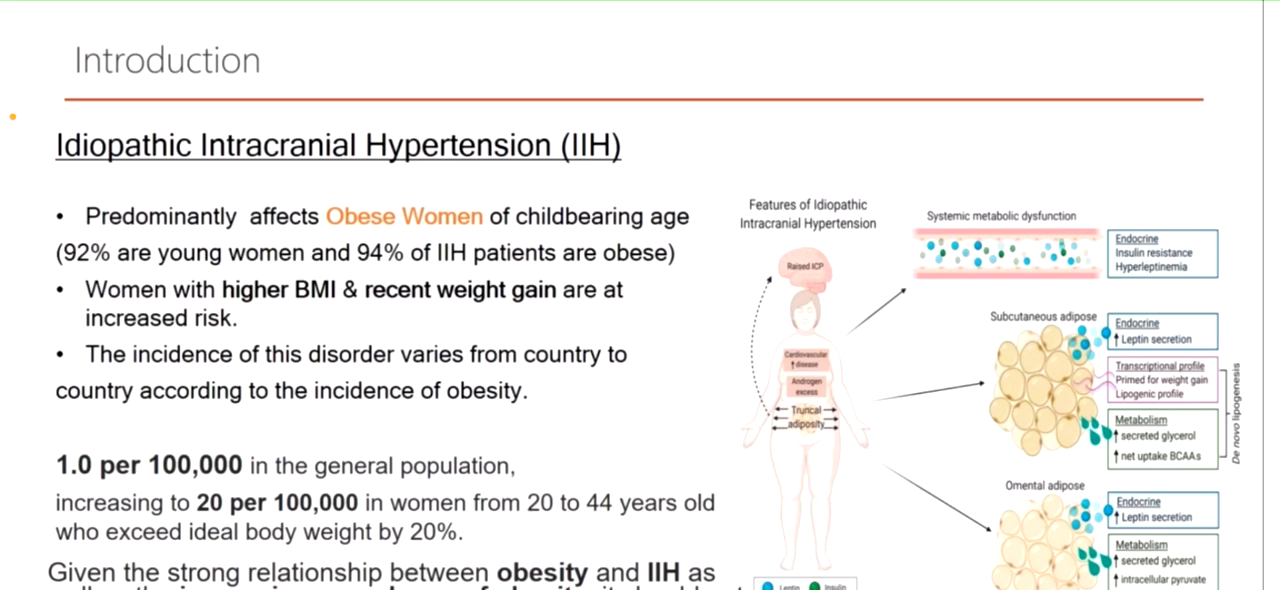 Introduction
Idiopathic Intracranial Hypertension (IIH)
• Predominantly affects Obese Women of childbearing age
(92% are young women and 94% of IIH patients are obese)
• Women with higher BMI & recent weight gain are at
increased risk.
• The incidence of this disorder varies from country to
country according to the incidence of obesity.
1.0 per 100,000 in the general population,
increasing to 20 per 100,000 in women from 20 to 44 years old
who exceed ideal body weight by 20%.
Given the strong relationship between obesity and IIH as
Features of Idiopathic
Intracranial Hypertension
Raised ICP
Cardiovascular
↑disease
Androgen
excess
Truncal
adiposity
Leptin
Insulin
Systemic metabolic dysfunction
Endocrine
Insulin resistance
Hyperleptinemia
Subcutaneous adipose
Endocrine
↑ Leptin secretion
Transcriptional profile
Primed for weight gain
Lipogenic profile
Metabolism
↑ secreted glycerol
↑ net uptake BCAAs
De novo lipogenesis
Omental adipose
Endocrine
↑ Leptin secretion
Metabolism
↑ secreted glycerol
↑ intracellular pyruvate